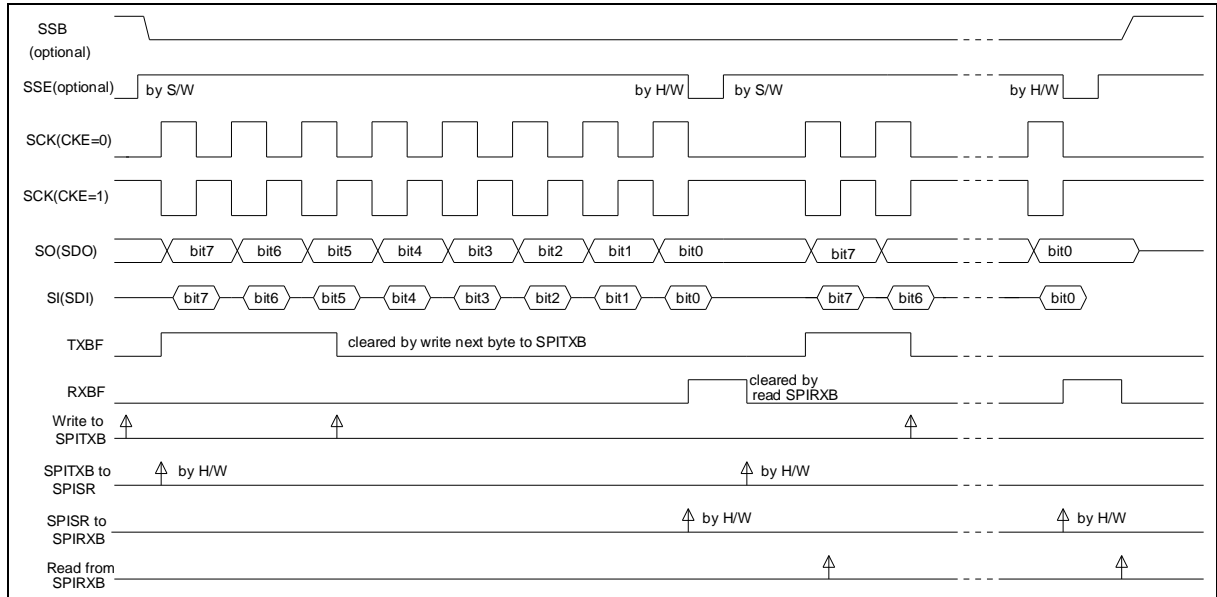 SSB
(optional)
SSE(optional) by S/W by H/W by S/W by H/W
SCK(CKE=0)
SCK(CKE=1)
SO(SDO) bit7 bit6 bit5 bit4 bit3 bit2 bit1 bit0 bit7 bit0
SI(SDI) bit7 bit6 bit5 bit4 bit3 bit2 bit1 bit0 bit7 bit6 bit0
TXBF cleared by write next byte to SPITXB
RXBF
cleared by
read SPIRXB
Write to
SPITXB
SPITXB to
SPISR
by H/W by H/W
SPISR to
SPIRXB
by H/W by H/W
Read from
SPIRXB